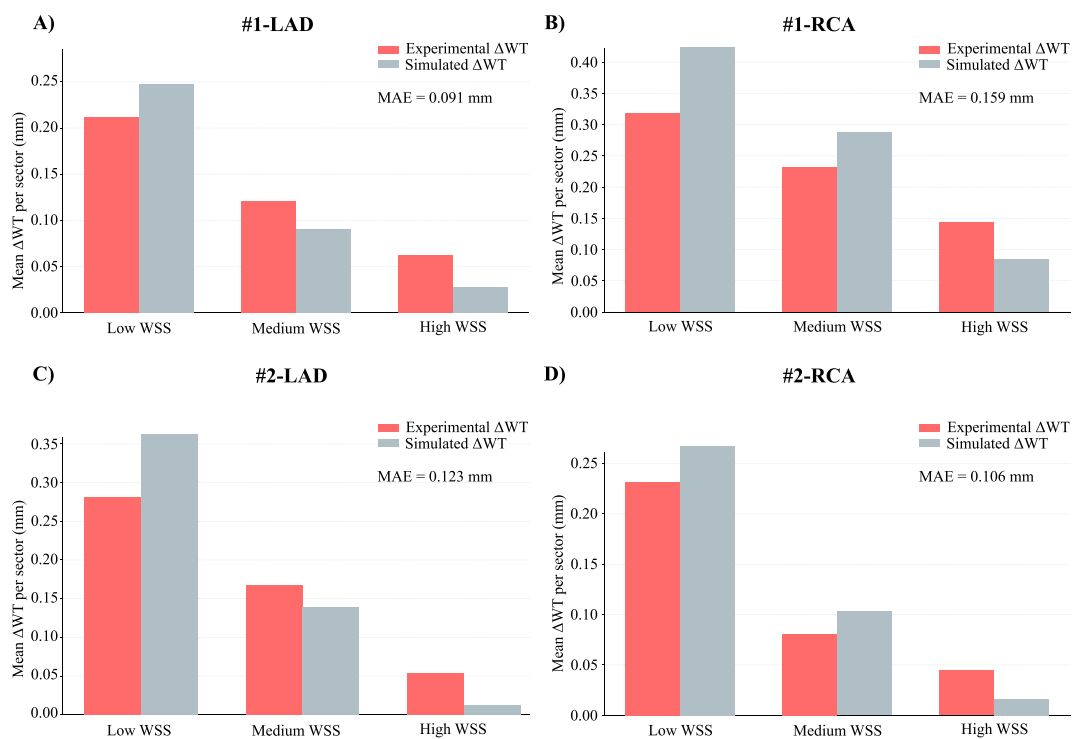 A)
#1-LAD
Experimental ΔWT
Simulated ΔWT
MAE = 0.091 mm
Mean ΔWT per sector (mm)
0.25
0.20
0.15
0.10
0.05
0.00
Low WSS
Medium WSS
High WSS
B)
#1-RCA
Experimental ΔWT
Simulated ΔWT
MAE = 0.159 mm
Mean ΔWT per sector (mm)
0.40
0.35
0.30
0.25
0.20
0.15
0.10
0.05
0.00
Low WSS
Medium WSS
High WSS
C)
#2-LAD
Experimental ΔWT
Simulated ΔWT
MAE = 0.123 mm
Mean ΔWT per sector (mm)
0.35
0.30
0.25
0.20
0.15
0.10
0.05
0.00
Low WSS
Medium WSS
High WSS
D)
#2-RCA
Experimental ΔWT
Simulated ΔWT
MAE = 0.106 mm
Mean ΔWT per sector (mm)
0.25
0.20
0.15
0.10
0.05
0.00
Low WSS
Medium WSS
High WSS